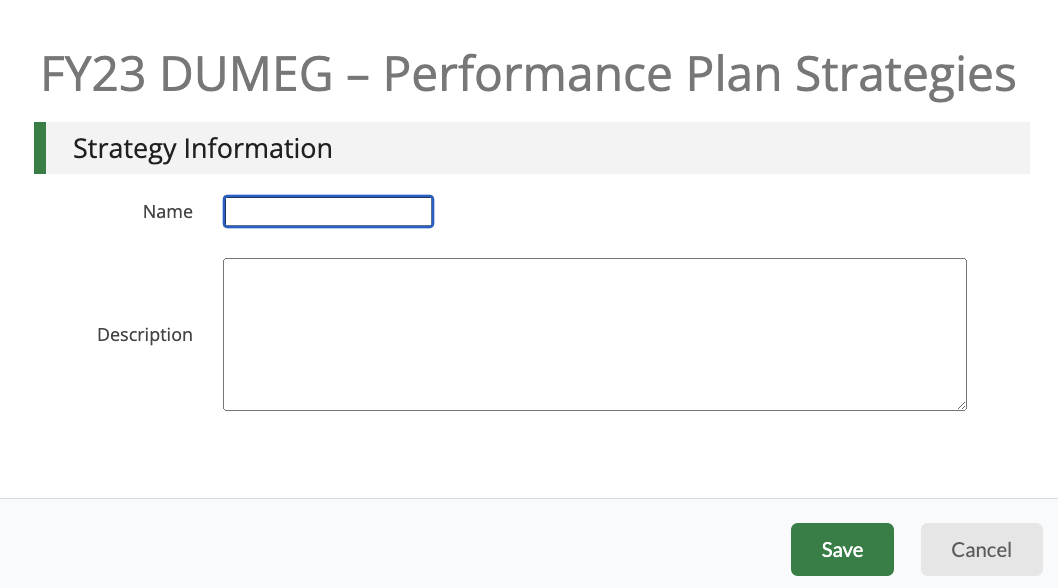 FY23 DUMEG – Performance Plan Strategies
Strategy Information
Name
Description
Save
Cancel